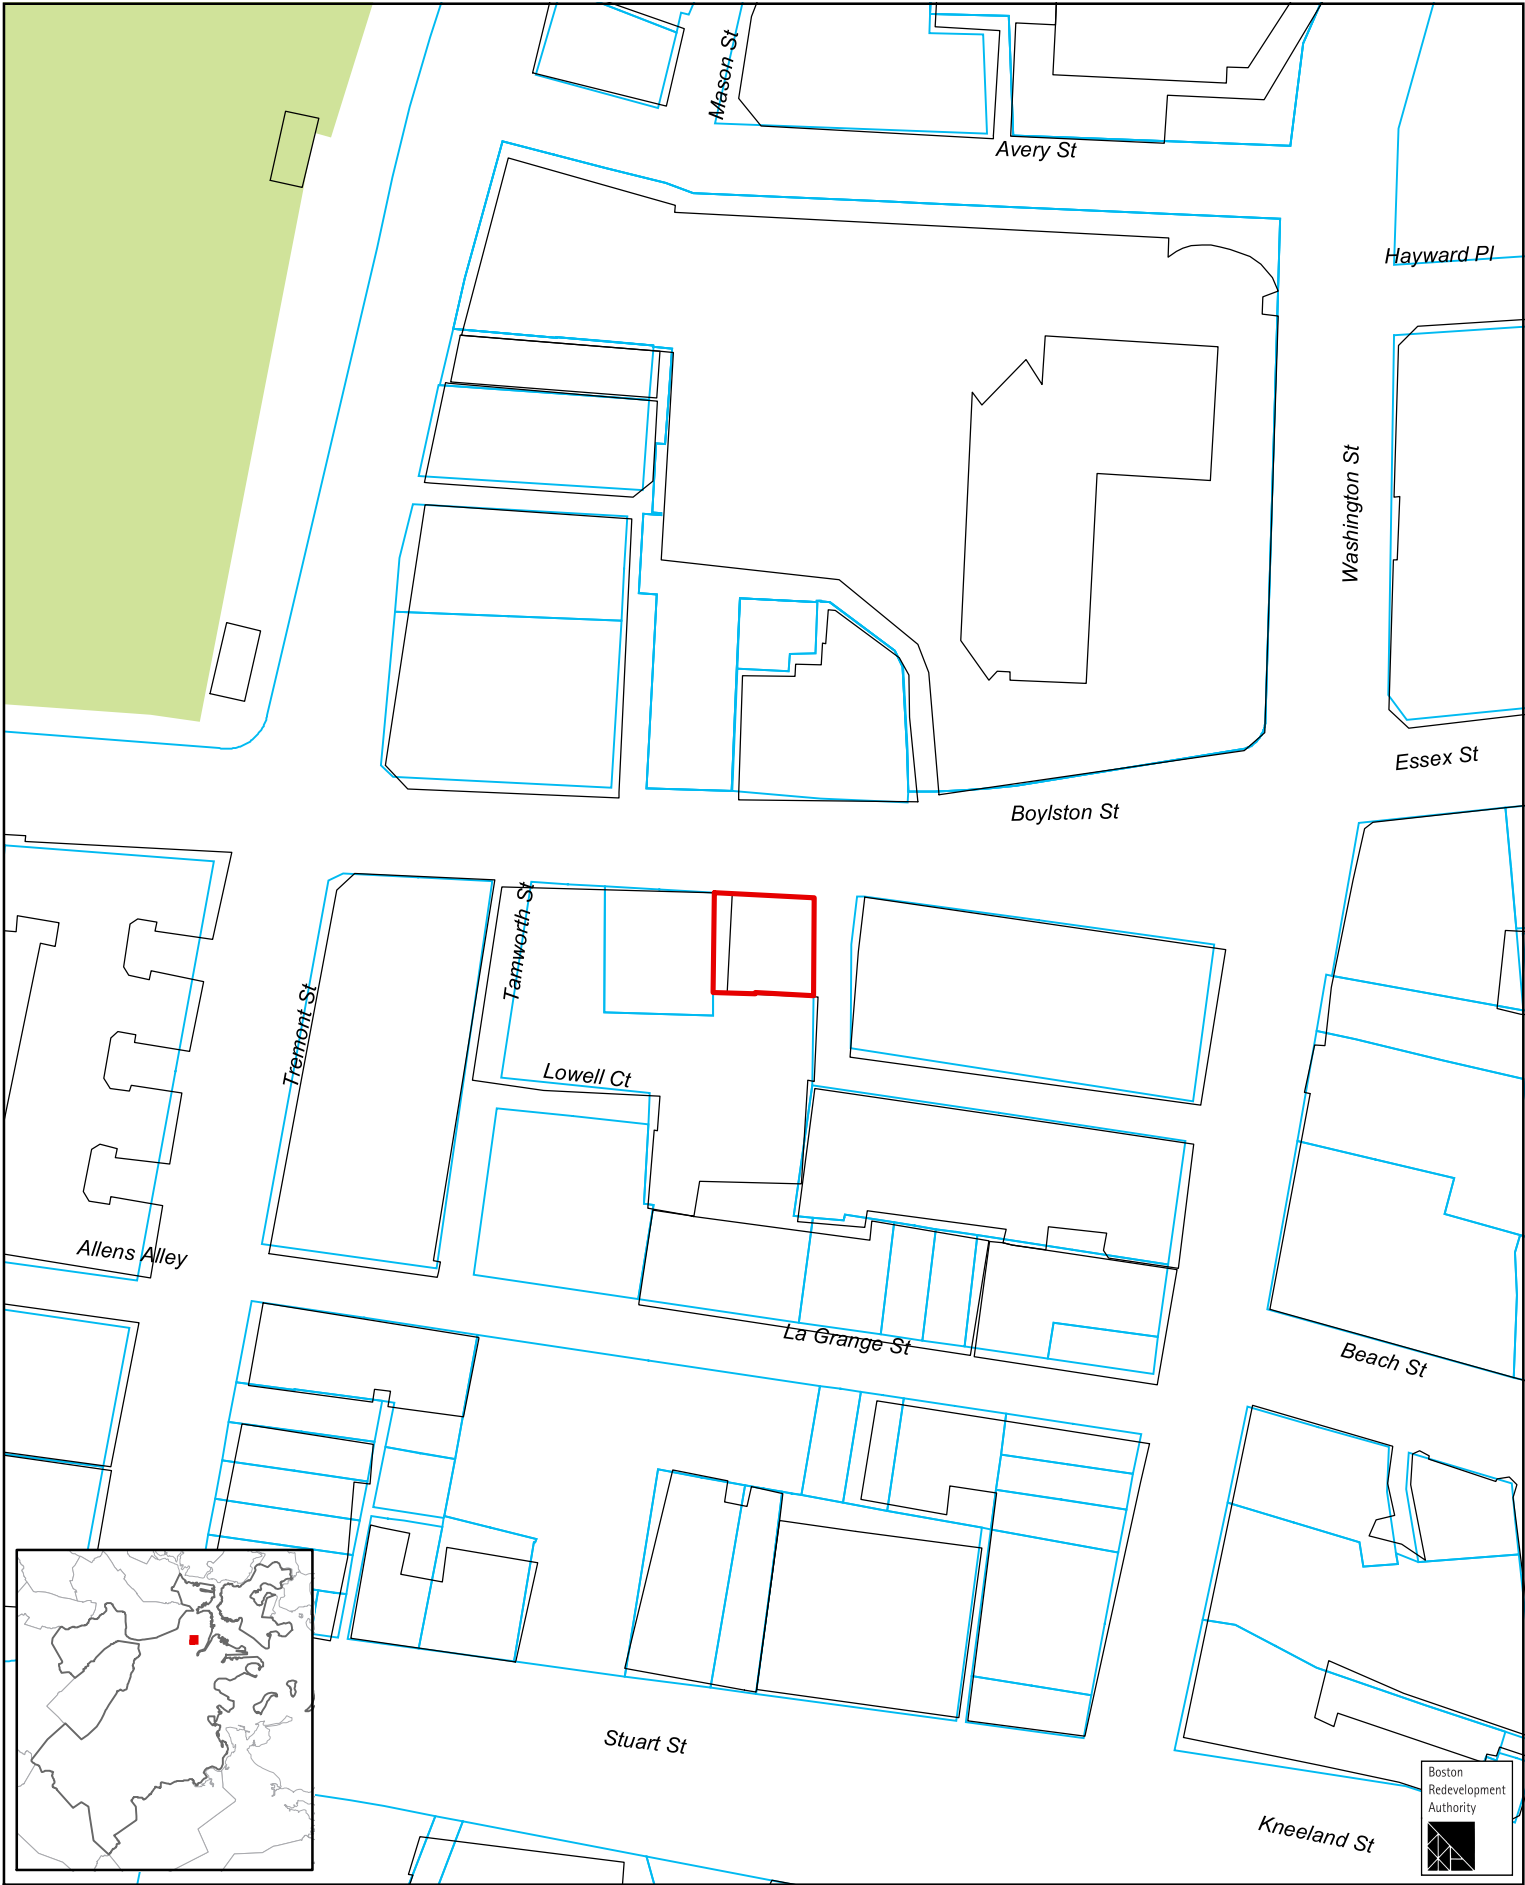 Mason St
Avery St
Hayward Pl
Washington St
Essex St
Boylston St
Tamworth St
Tremont St
Lowell Ct
Allens Alley
La Grange St
Beach St
Stuart St
Kneeland St
Boston
Redevelopment
Authority